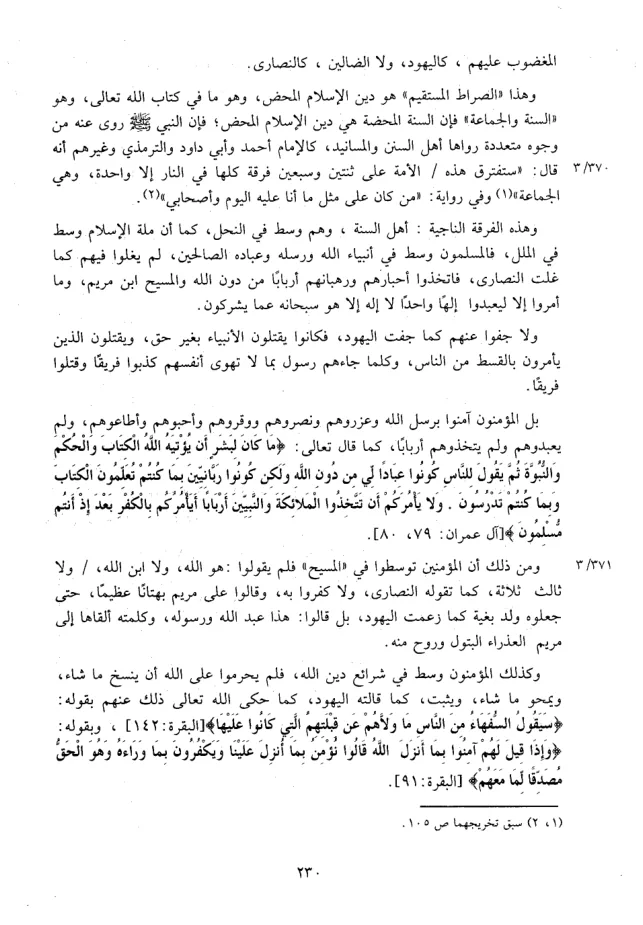 المغضوب عليهم ، كاليهود، ولا الضالين ، كالنصارى.
وهذا «الصراط المستقيم» هو دين الإسلام المحض، وهو ما في كتاب الله تعالى، وهو
«السنة والجماعة» فإن السنة المحضة هي دين الإسلام المحض؛ فإن النبي ﷺ روى عنه من
وجوه متعددة رواها أهل السنن والمسانيد، كالإمام أحمد وأبي داود والترمذي وغيرهم أنه
٣/٣٧٠ قال: «ستفترق هذه / الأمة على ثنتين وسبعين فرقة كلها في النار إلا واحدة، وهي
الجماعة»(١) وفي رواية: «من كان على مثل ما أنا عليه اليوم وأصحابي»(٢).
وهذه الفرقة الناجية : أهل السنة ، وهم وسط في النحل، كما أن ملة الإسلام وسط
في الملل، فالمسلمون وسط في أنبياء الله ورسله وعباده الصالحين، لم يغلوا فيهم كما
غلت النصارى، فاتخذوا أحبارهم ورهبانهم أربابًا من دون الله والمسيح ابن مريم، وما
أمروا إلا ليعبدوا إلهًا واحدًا لا إله إلا هو سبحانه عما يشركون.
ولا جفوا عنهم كما جفت اليهود، فكانوا يقتلون الأنبياء بغير حق، ويقتلون الذين
يأمرون بالقسط من الناس، وكلما جاءهم رسول بما لا تهوى أنفسهم كذبوا فريقًا وقتلوا
فريقًا.
بل المؤمنون آمنوا برسل الله وعزروهم ونصروهم ووقروهم وأحبوهم وأطاعوهم، ولم
يعبدوهم ولم يتخذوهم أربابًا، كما قال تعالى: ﴿مَا كَانَ لِبَشَرٍ أَن يُؤْتِيَهُ اللَّهُ الْكِتَابَ وَالْحُكْمَ
وَالنُّبُوَّةَ ثُمَّ يَقُولَ لِلنَّاسِ كُونُوا عِبَادًا لِّي مِن دُونِ اللَّهِ وَلَكِن كُونُوا رَبَّانِيِّينَ بِمَا كُنتُمْ تُعَلِّمُونَ الْكِتَابَ
وَبِمَا كُنتُمْ تَدْرُسُونَ . وَلا يَأْمُرَكُمْ أَن تَتَّخِذُوا الْمَلائِكَةَ وَالنَّبِيِّينَ أَرْبَابًا أَيَأْمُرُكُم بِالْكُفْرِ بَعْدَ إِذْ أَنتُم
مُّسْلِمُونَ ﴾[آل عمران: ٧٩، ٨٠].
٣/٣٧١ ومن ذلك أن المؤمنين توسطوا في «المسيح» فلم يقولوا :هو الله، ولا ابن الله، / ولا
ثالث ثلاثة، كما تقوله النصارى، ولا كفروا به، وقالوا على مريم بهتانًا عظيمًا، حتى
جعلوه ولد بغية كما زعمت اليهود، بل قالوا: هذا عبد الله ورسوله، وكلمته ألقاها إلى
مريم العذراء البتول وروح منه.
وكذلك المؤمنون وسط في شرائع دين الله، فلم يحرموا على الله أن ينسخ ما شاء،
ويمحو ما شاء، ويثبت، كما قالته اليهود، كما حكى الله تعالى ذلك عنهم بقوله:
﴿سَيَقُولُ السُّفَهَاءُ مِنَ النَّاسِ مَا وَلاَّهُمْ عَن قِبْلَتِهِمُ الَّتِي كَانُوا عَلَيْهَا﴾[البقرة:١٤٢] ، وبقوله:
﴿وَإِذَا قِيلَ لَهُمْ آمِنُوا بِمَا أَنزَلَ اللَّهُ قَالُوا نُؤْمِنُ بِمَا أُنزِلَ عَلَيْنَا وَيَكْفُرُونَ بِمَا وَرَاءَهُ وَهُوَ الْحَقُّ
مُصَدِّقًا لِّمَا مَعَهُمْ﴾ [البقرة:٩١].
(١، ٢) سبق تخريجهما ص ١٠٥.
٢٣٠